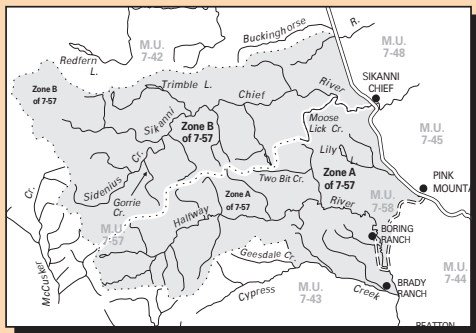 Buckinghorse
R.
M.U.
7-48
M.U.
7-42
Redfern
L.
Trimble L.
Chief
River
SIKANNI
CHIEF
Zone B
of 7-57
Sikanni
Zone B
of 7-57
Moose
Lick Cr.
M.U.
7-45
Lily
L.
Cr.
Sidenius
Two Bit Cr.
Zone A
of 7-57
PINK
MOUNTA
Cr.
Gorrie
Cr.
Zone A
of 7-57
M.U.
7-58
River
Halfway
M.U.
7-57
BORING
RANCH
Geesdale Cr.
McCusker
M.U.
7-44
Cypress
M.U.
7-43
Creek
BRADY
RANCH
BEATTON